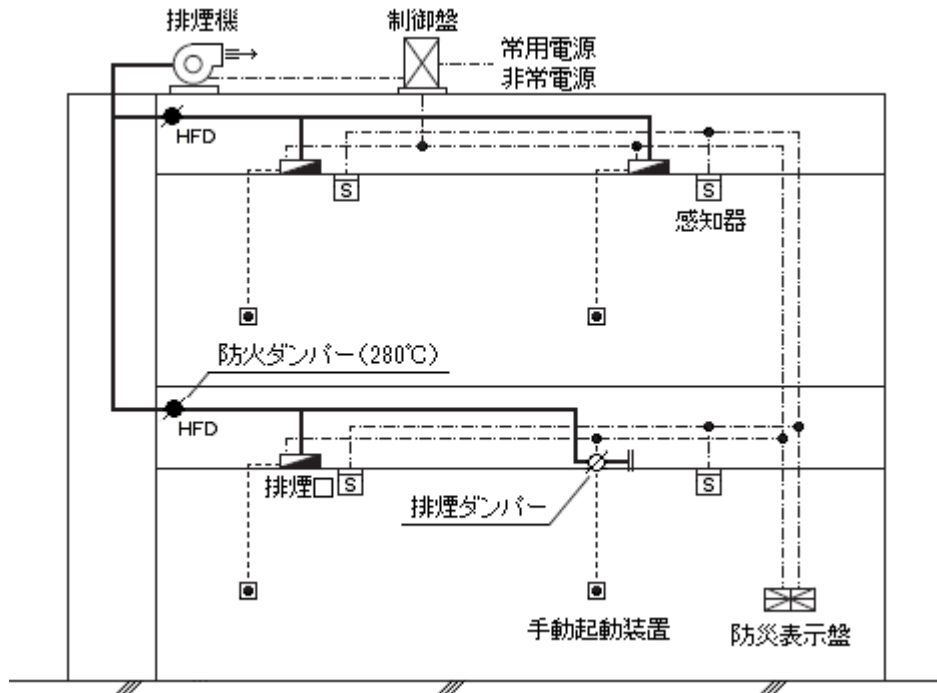 排煙機
制御盤
常用電源
非常電源
HFD
S
S
感知器
防火ダンパー(280℃)
HFD
排煙口
S
S
排煙ダンパー
手動起動装置
防災表示盤